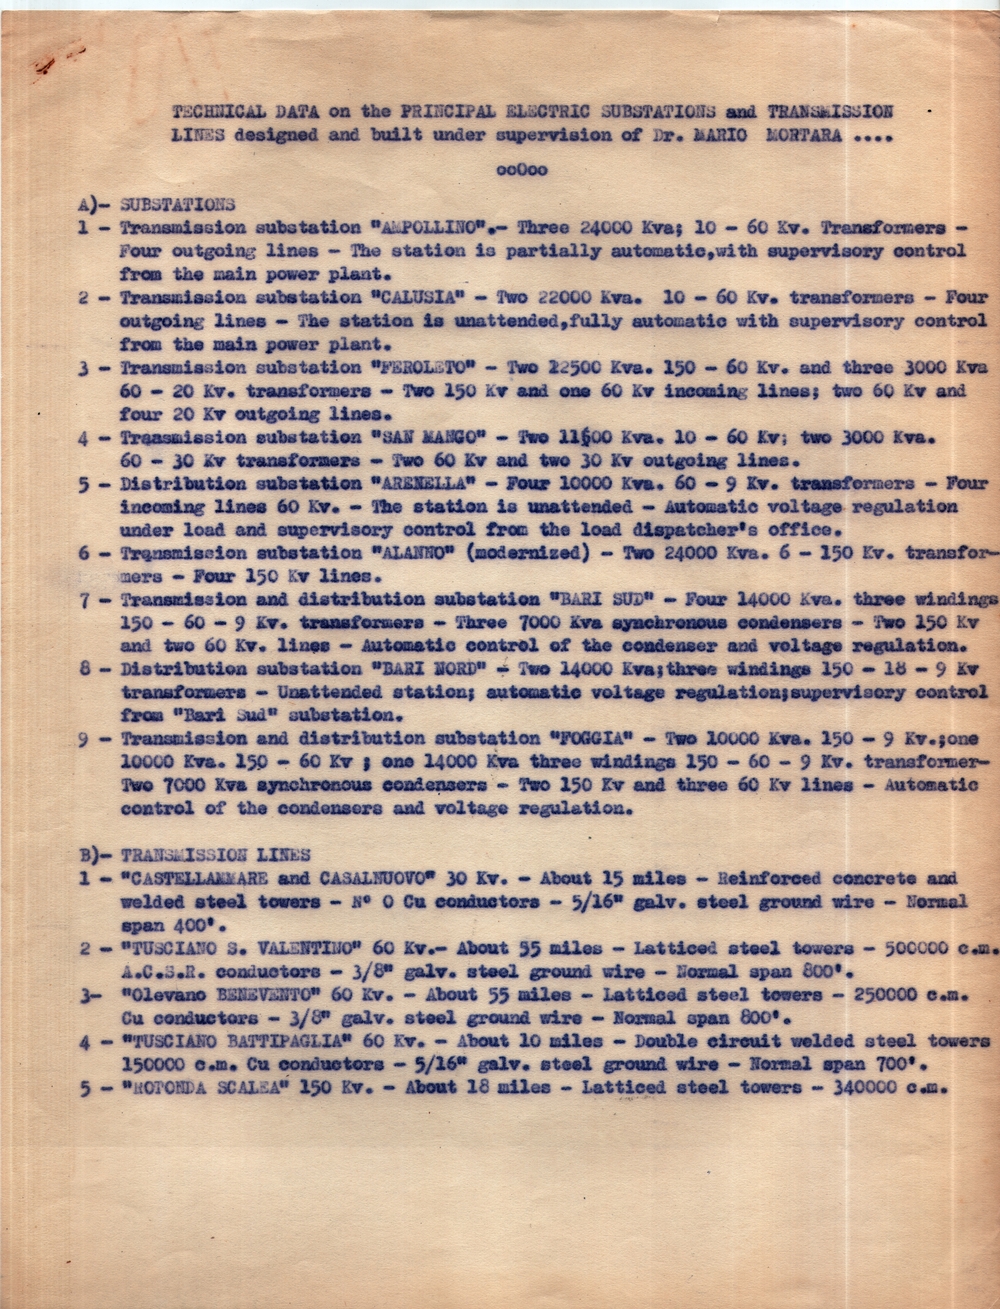 TECHNICAL DATA on the PRINCIPAL ELECTRIC SUBSTATIONS and TRANSMISSION
LINES designed and built under supervision of Dr. MARIO MORTARA ....
ooOoo
A)- SUBSTATIONS
1 - Transmission substation "AMPOLLINO".- Three 24000 Kva; 10 - 60 Kv. Transformers -
Four outgoing lines - The station is partially automatic,with supervisory control
from the main power plant.
2 - Transmission substation "CALUSIA" - Two 22000 Kva. 10 - 60 Kv. transformers - Four
outgoing lines - The station is unattended,fully automatic with supervisory control
from the main power plant.
3 - Transmission substation "FEROLETO" - Two 22500 Kva. 150 - 60 Kv. and three 3000 Kva
60 - 20 Kv. transformers - Two 150 Kv and one 60 Kv incoming lines; two 60 Kv and
four 20 Kv outgoing lines.
4 - Transmission substation "SAN MANGO" - Two Kva. 10 - 60 Kv; two 3000 Kva.
60 - 30 Kv transformers - Two 60 Kv and two 30 Kv outgoing lines.
5 - Distribution substation "ARENELLA" - Four 10000 Kva. 60 - 9 Kv. transformers - Four
incoming lines 60 Kv. - The station is unattended - Automatic voltage regulation
under load and supervisory control from the load dispatcher's office.
6 - Transmission substation "ALANNO" (modernized) - Two 24000 Kva. 6 - 150 Kv. transfor-
mers - Four 150 Kv lines.
7 - Transmission and distribution substation "BARI SUD" - Four 14000 Kva. three windings
150 - 60 - 9 Kv. transformers - Three 7000 Kva synchronous condensers - Two 150 Kv
and two 60 Kv. lines - Automatic control of the condenser and voltage regulation.
8 - Distribution substation "BARI NORD" - Two 14000 Kva;three windings 150 - 18 - 9 Kv
transformers - Unattended station; automatic voltage regulation;supervisory control
from "Bari Sud" substation.
9 - Transmission and distribution substation "FOGGIA" - Two 10000 Kva. 150 - 9 Kv.;one
10000 Kva. 150 - 60 Kv ; one 14000 Kva three windings 150 - 60 - 9 Kv. transformer-
Two 7000 Kva synchronous condensers - Two 150 Kv and three 60 Kv lines - Automatic
control of the condensers and voltage regulation.
B)- TRANSMISSION LINES
1 - "CASTELLAMMARE and CASALNUOVO" 30 Kv. - About 15 miles - Reinforced concrete and
welded steel towers - N° 0 Cu conductors - 5/16" galv. steel ground wire - Normal
span 400'.
2 - "TUSCIANO S. VALENTINO" 60 Kv.- About 55 miles - Latticed steel towers - 500000 c.m.
A.C.S.R. conductors - 3/8" galv. steel ground wire - Normal span 800'.
3- "Olevano BENEVENTO" 60 Kv. - About 55 miles - Latticed steel towers - 250000 c.m.
Cu conductors - 3/8" galv. steel ground wire - Normal span 800'.
4 - "TUSCIANO BATTIPAGLIA" 60 Kv. - About 10 miles - Double circuit welded steel towers
150000 c.m. Cu conductors - 5/16" galv. steel ground wire - Normal span 700'.
5 - "ROTONDA SCALEA" 150 Kv. - About 18 miles - Latticed steel towers - 340000 c.m.